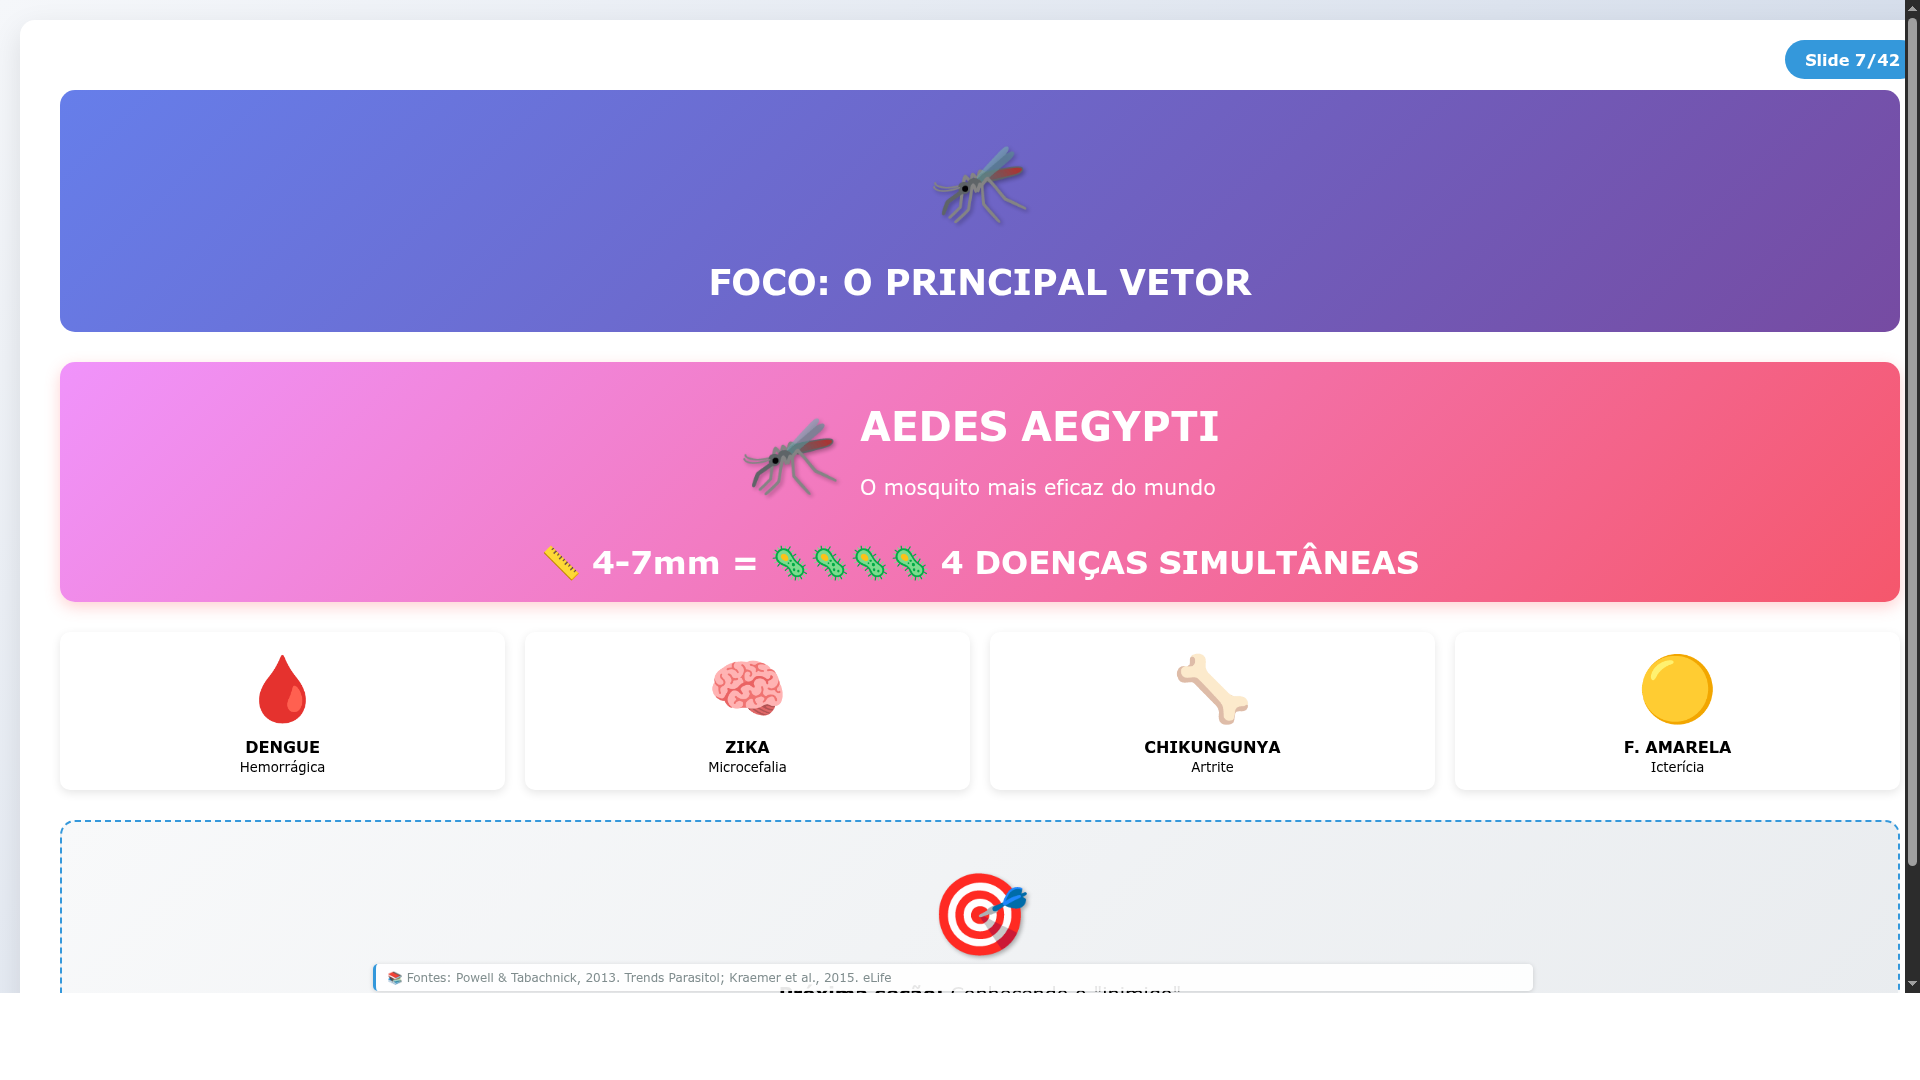 Slide 7/42
FOCO: O PRINCIPAL VETOR
AEDES AEGYPTI
O mosquito mais eficaz do mundo
4-7mm = 4 DOENÇAS SIMULTÂNEAS
DENGUE
Hemorrágica
ZIKA
Microcefalia
CHIKUNGUNYA
Artrite
F. AMARELA
Icterícia
Fontes: Powell & Tabachnick, 2013. Trends Parasitol; Kraemer et al., 2015. eLife